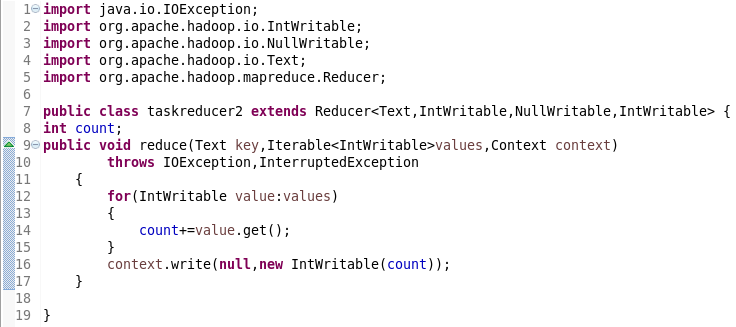 1 import java.io.IOException;
2 import org.apache.hadoop.io.IntWritable;
3 import org.apache.hadoop.io.NullWritable;
4 import org.apache.hadoop.io.Text;
5 import org.apache.hadoop.mapreduce.Reducer;
6
7 public class taskreducer2 extends Reducer<Text,IntWritable,NullWritable,IntWritable> {
8 int count;
9 public void reduce(Text key,Iterable<IntWritable>values,Context context)
10         throws IOException,InterruptedException
11     {
12         for(IntWritable value:values)
13         {
14             count+=value.get();
15         }
16         context.write(null,new IntWritable(count));
17     }
18
19 }